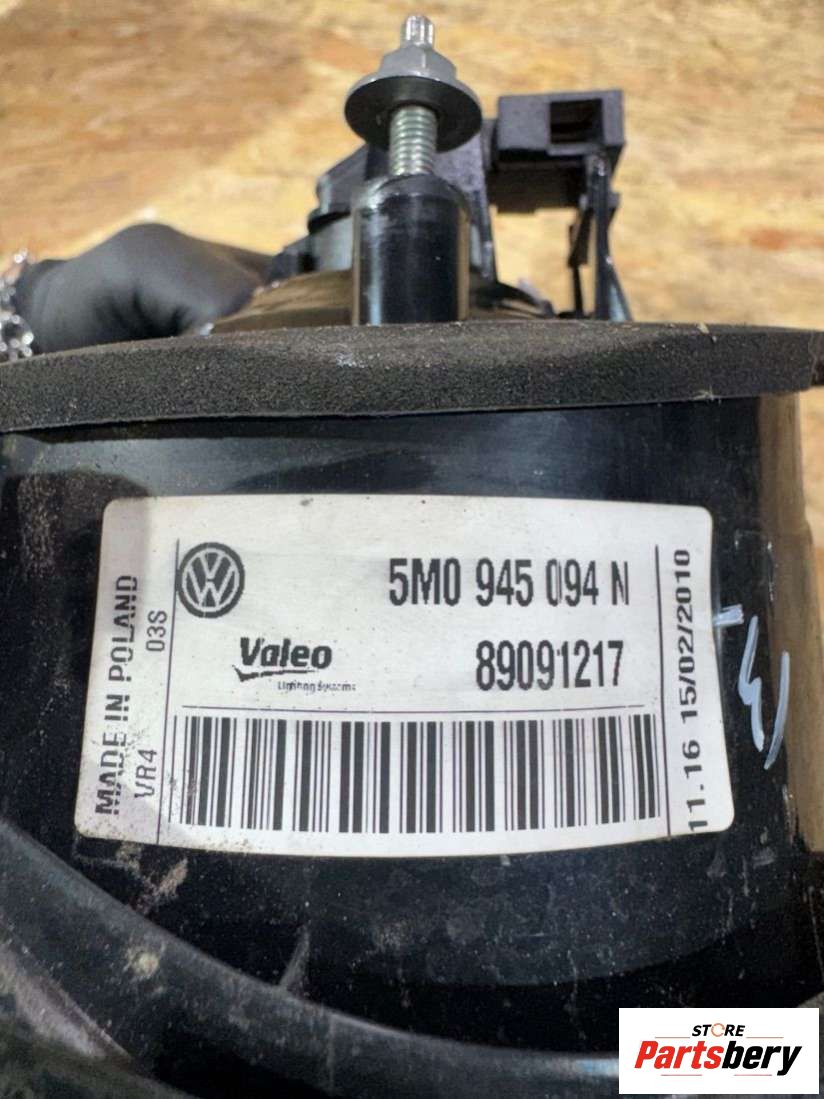 5M0 945 094 N
Valeo
Lighting Systems
89091217
MADE IN POLAND
VR4 03S
11.16 15/02/2010
STORE
Partsbery